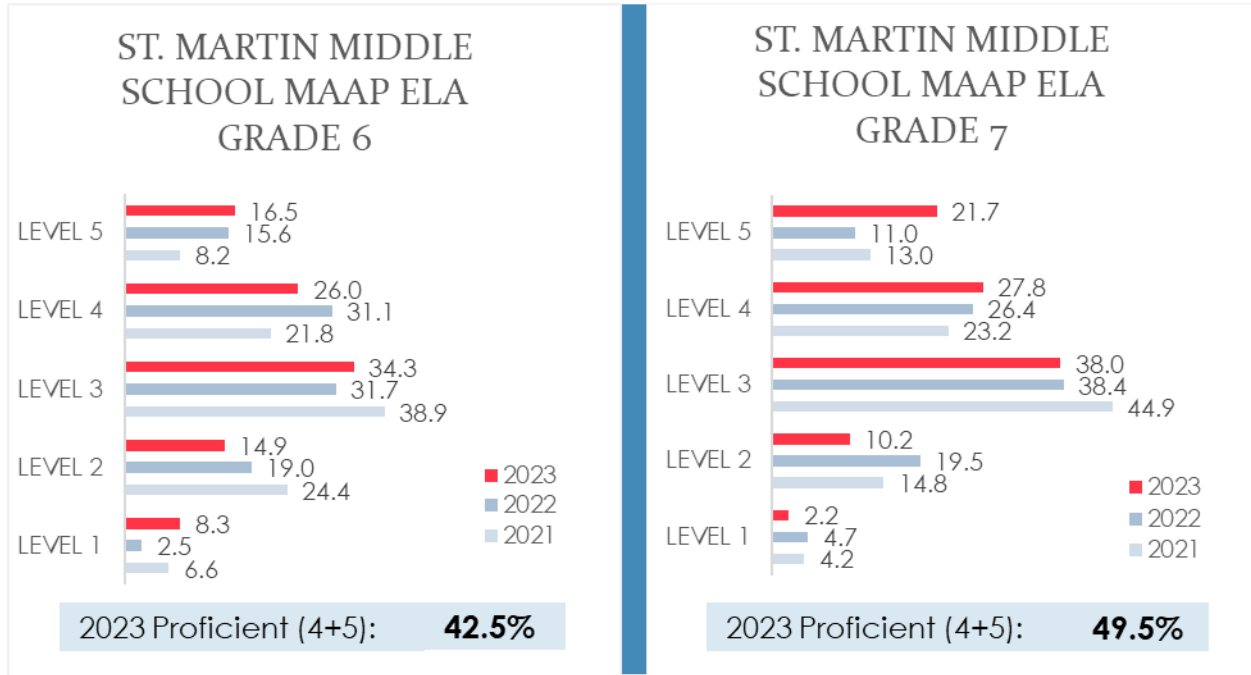 ST. MARTIN MIDDLE
SCHOOL MAAP ELA
GRADE 6
LEVEL 5
16.5
15.6
8.2
LEVEL 4
26.0
31.1
21.8
LEVEL 3
34.3
31.7
38.9
LEVEL 2
14.9
19.0
24.4
LEVEL 1
8.3
2.5
6.6
2023
2022
2021
2023 Proficient (4+5): 42.5%
ST. MARTIN MIDDLE
SCHOOL MAAP ELA
GRADE 7
LEVEL 5
21.7
11.0
13.0
LEVEL 4
27.8
26.4
23.2
LEVEL 3
38.0
38.4
44.9
LEVEL 2
10.2
19.5
14.8
LEVEL 1
2.2
4.7
4.2
2023
2022
2021
2023 Proficient (4+5): 49.5%